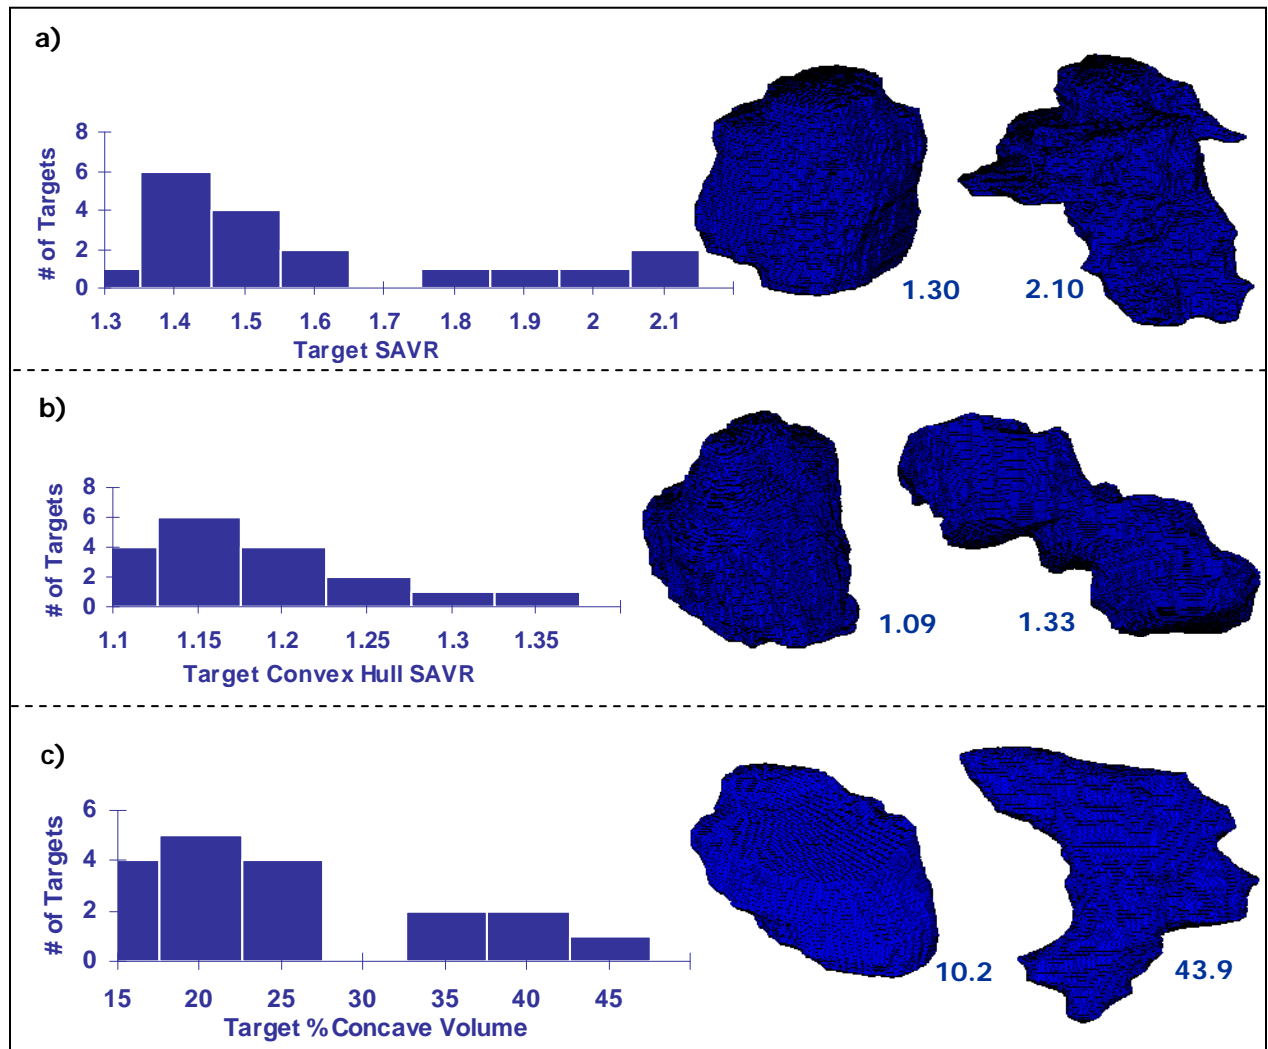 a)
# of Targets
8
6
4
2
0
1.3 1.4 1.5 1.6 1.7 1.8 1.9 2 2.1
Target SAVR
1.30
2.10
b)
# of Targets
8
6
4
2
0
1.1 1.15 1.2 1.25 1.3 1.35
Target Convex Hull SAVR
1.09
1.33
c)
# of Targets
6
4
2
0
15 20 25 30 35 40 45
Target %Concave Volume
10.2
43.9